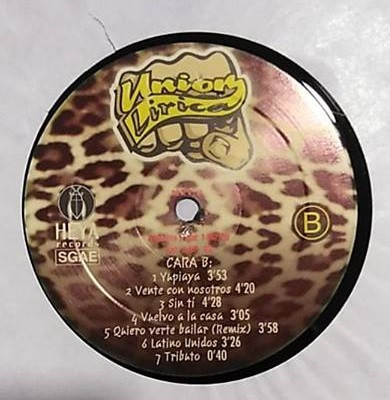 Union
Lirica
HETA
records
SGAE
B
CARA B:
1 Yapiaya 3'53
2 Vente con nosotros 4'20
3 Sin tí 4'28
4 Vuelvo a la casa 3'05
5 Quiero verte bailar (Remix) 3'58
6 Latino Unidos 3'26
7 Tributo 0'40